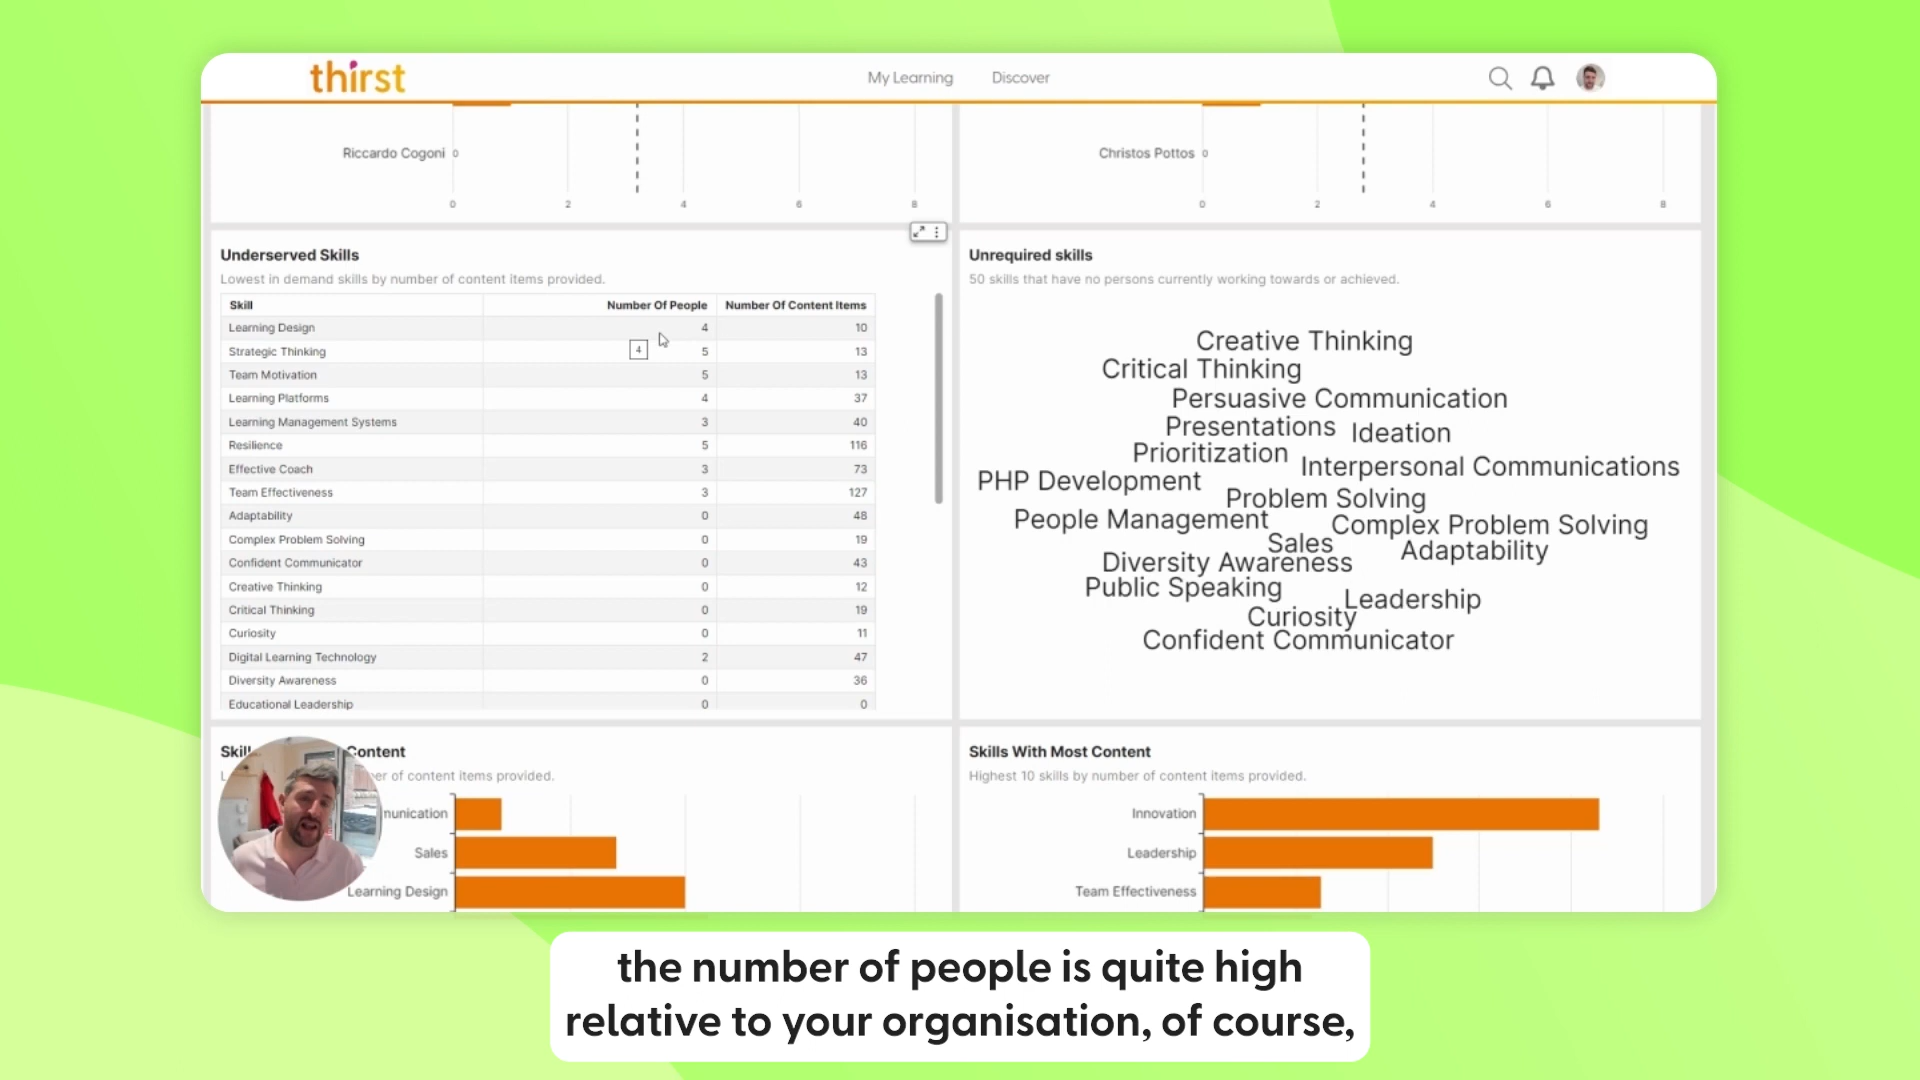 thirst
My Learning
Discover
Riccardo Cogoni 0
0 2 4 6 8
Christos Pottos 0
0 2 4 6 8
Underserved Skills
Lowest in demand skills by number of content items provided.
Skill Number Of People Number Of Content Items
Learning Design 4 10
Strategic Thinking 5 13
Team Motivation 5 13
Learning Platforms 4 37
Learning Management Systems 3 40
Resilience 5 116
Effective Coach 3 73
Team Effectiveness 3 127
Adaptability 0 48
Complex Problem Solving 0 19
Confident Communicator 0 43
Creative Thinking 0 12
Critical Thinking 0 19
Curiosity 0 11
Digital Learning Technology 2 47
Diversity Awareness 0 36
Educational Leadership 0 0
4
Unrequired skills
50 skills that have no persons currently working towards or achieved.
Creative Thinking
Critical Thinking
Persuasive Communication
Presentations Ideation
Prioritization
Interpersonal Communications
PHP Development
Problem Solving
People Management
Complex Problem Solving
Sales
Adaptability
Diversity Awareness
Public Speaking
Leadership
Curiosity
Confident Communicator
Content
of content items provided.
Sales
Learning Design
Skills With Most Content
Highest 10 skills by number of content items provided.
Innovation
Leadership
Team Effectiveness
the number of people is quite high
relative to your organisation, of course,